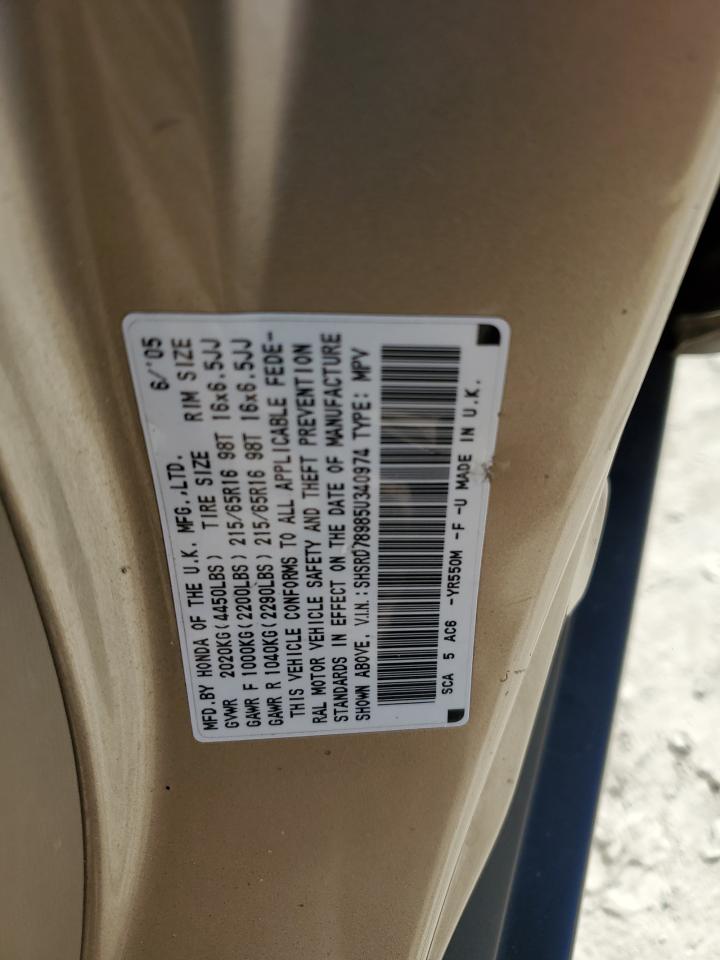 MFD.BY HONDA OF THE U.K. MFG.,LTD. 6/'05
GVWR 2020KG(4450LBS) TIRE SIZE RIM SIZE
GAWR F 1000KG(2200LBS) 215/65R16 98T 16x6.5JJ
GAWR R 1040KG(2290LBS) 215/65R16 98T 16x6.5JJ
THIS VEHICLE CONFORMS TO ALL APPLICABLE FEDE-
RAL MOTOR VEHICLE SAFETY AND THEFT PREVENTION
STANDARDS IN EFFECT ON THE DATE OF MANUFACTURE
SHOWN ABOVE. V.I.N.:SHSRD78985U340974 TYPE: MPV
SCA 5 AC6 -YR550M -F -U MADE IN U.K.